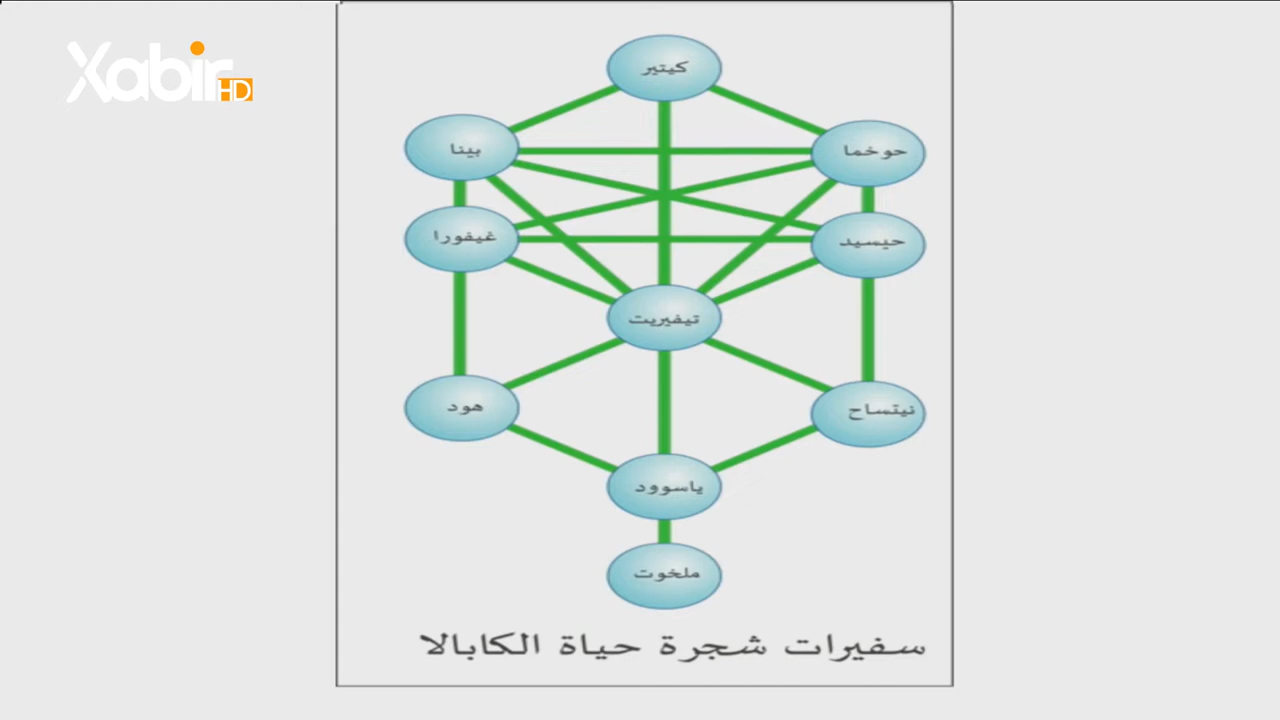 Xabir HD
كيتير
بينا
حوخما
غيفورا
حيسيد
تيفيريت
هود
نيتساح
ياسوود
ملخوت
سفيرات شجرة حياة الكابالا